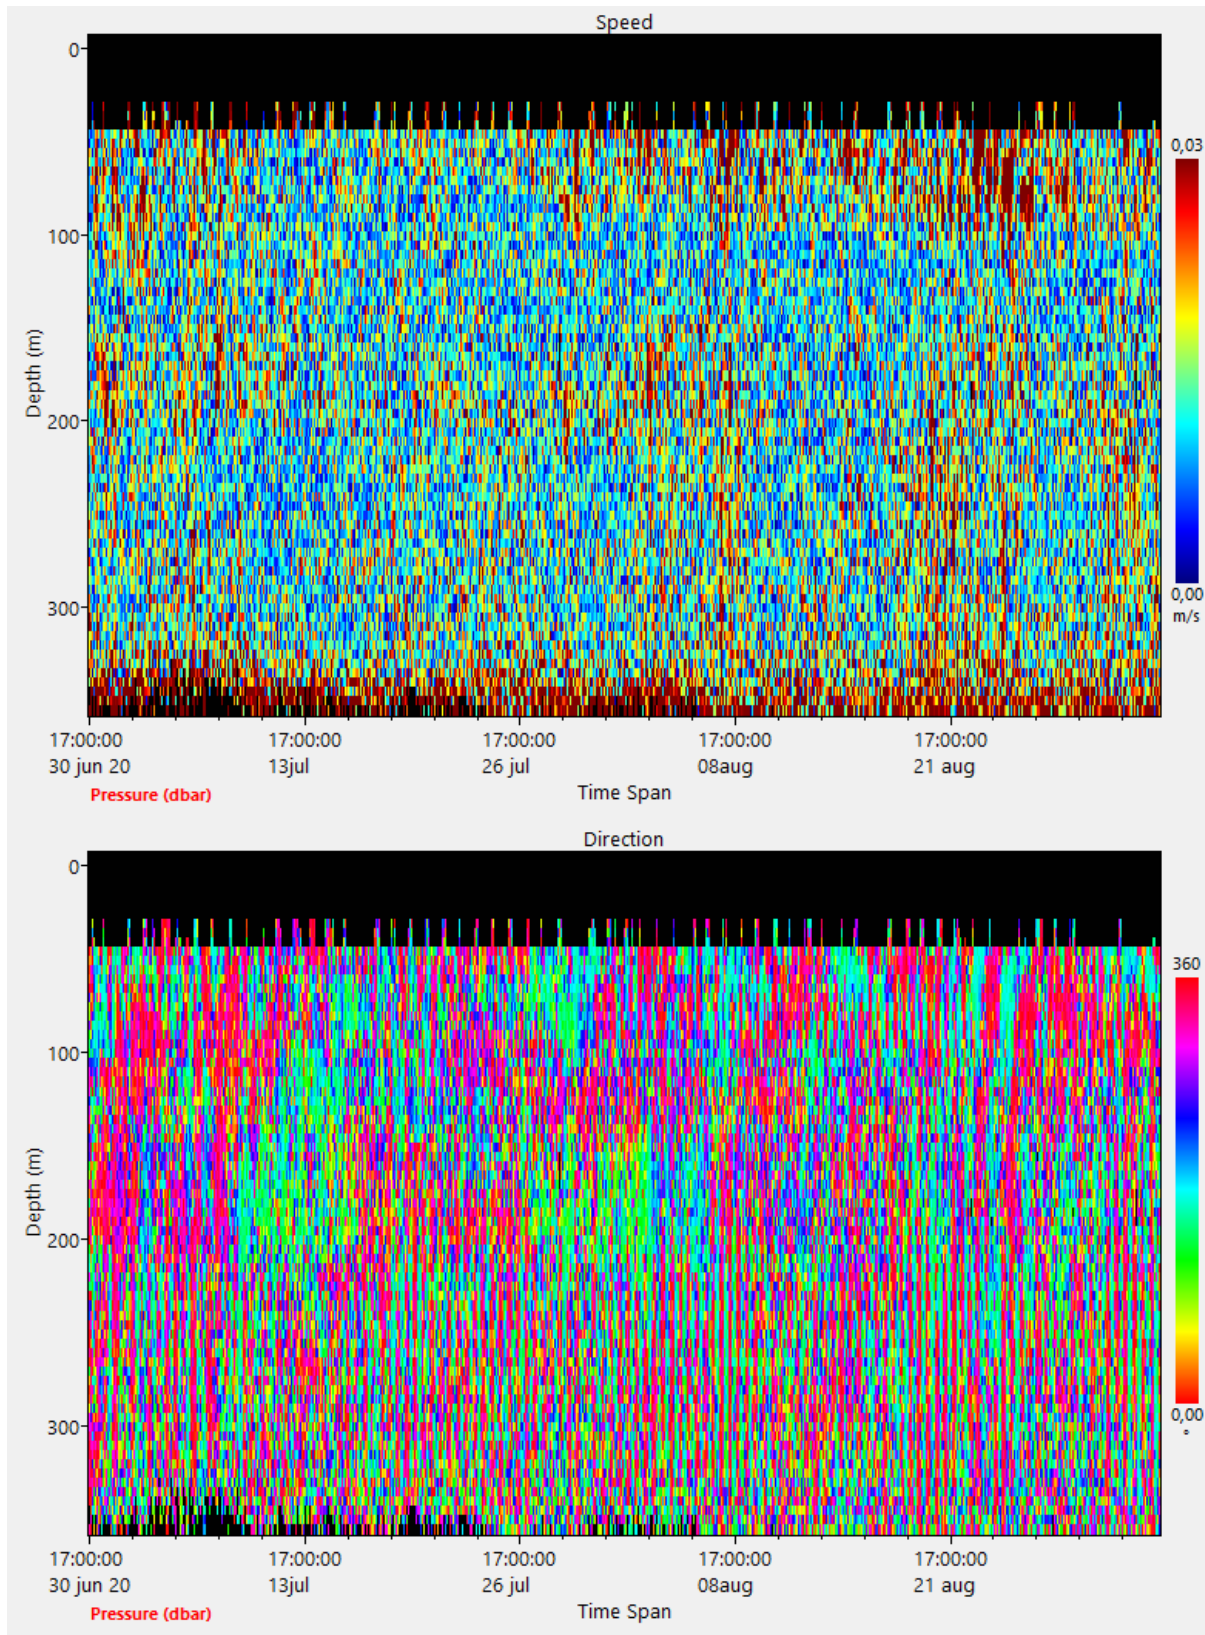 Speed
0
100
200
300
Depth (m)
0,03
0,00
m/s
17:00:00 17:00:00 17:00:00 17:00:00 17:00:00
30 jun 20 13jul 26 jul 08aug 21 aug
Pressure (dbar) Time Span
Direction
0
100
200
300
Depth (m)
360
0,00
°
17:00:00 17:00:00 17:00:00 17:00:00 17:00:00
30 jun 20 13jul 26 jul 08aug 21 aug
Pressure (dbar) Time Span